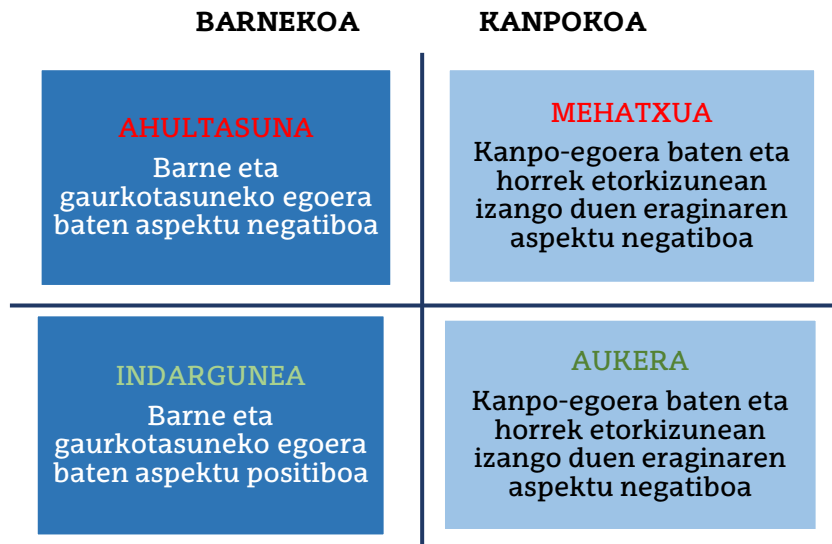 BARNEKOA
KANPOKOA
AHULTASUNA
Barne eta
gaurkotasuneko egoera
baten aspektu negatiboa
MEHATXUA
Kanpo-egoera baten eta
horrek etorkizunean
izango duen eraginaren
aspektu negatiboa
INDARGUNEA
Barne eta
gaurkotasuneko egoera
baten aspektu positiboa
AUKERA
Kanpo-egoera baten eta
horrek etorkizunean
izango duen eraginaren
aspektu negatiboa